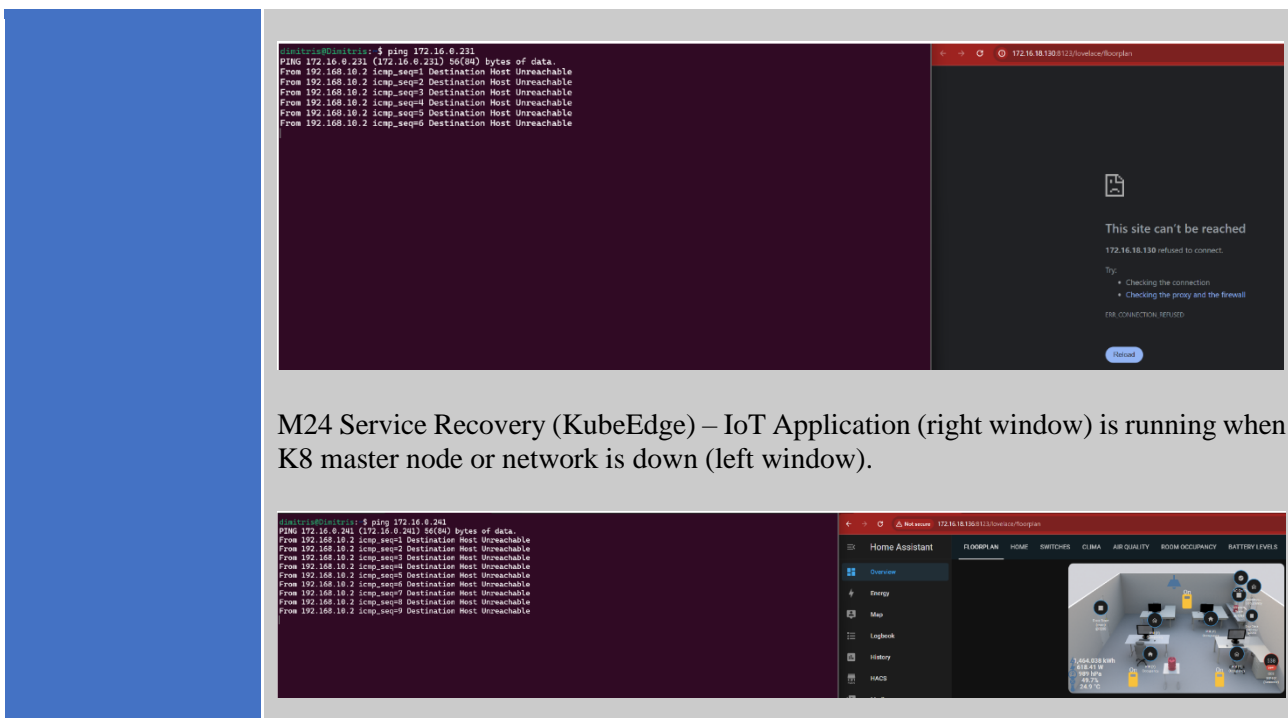 dimitris@Dimitris: $ ping 172.16.0.231
PING 172.16.0.231 (172.16.0.231) 56(84) bytes of data.
From 192.168.10.2 icmp_seq=1 Destination Host Unreachable
From 192.168.10.2 icmp_seq=2 Destination Host Unreachable
From 192.168.10.2 icmp_seq=3 Destination Host Unreachable
From 192.168.10.2 icmp_seq=4 Destination Host Unreachable
From 192.168.10.2 icmp_seq=5 Destination Host Unreachable
From 192.168.10.2 icmp_seq=6 Destination Host Unreachable
172.16.18.130:8123/lovelace/floorplan
This site can't be reached
172.16.18.130 refused to connect.
Try:
• Checking the connection
• Checking the proxy and the firewall
ERR_CONNECTION_REFUSED
Reload
M24 Service Recovery (KubeEdge) – IoT Application (right window) is running when
K8 master node or network is down (left window).
dimitris@Dimitris: $ ping 172.16.0.241
PING 172.16.0.241 (172.16.0.241) 56(84) bytes of data.
From 192.168.10.2 icmp_seq=1 Destination Host Unreachable
From 192.168.10.2 icmp_seq=2 Destination Host Unreachable
From 192.168.10.2 icmp_seq=3 Destination Host Unreachable
From 192.168.10.2 icmp_seq=4 Destination Host Unreachable
From 192.168.10.2 icmp_seq=5 Destination Host Unreachable
From 192.168.10.2 icmp_seq=6 Destination Host Unreachable
From 192.168.10.2 icmp_seq=7 Destination Host Unreachable
From 192.168.10.2 icmp_seq=8 Destination Host Unreachable
From 192.168.10.2 icmp_seq=9 Destination Host Unreachable
Not secure 172.16.18.136:8123/lovelace/floorplan
Home Assistant FLOORPLAN HOME SWITCHES CLIMA AIR QUALITY ROOM OCCUPANCY BATTERY LEVELS
Overview
Energy
Map
Logbook
History
HACS
1,464.038 kWh
618.41 W
989 hPa
49.7%
24.9 °C